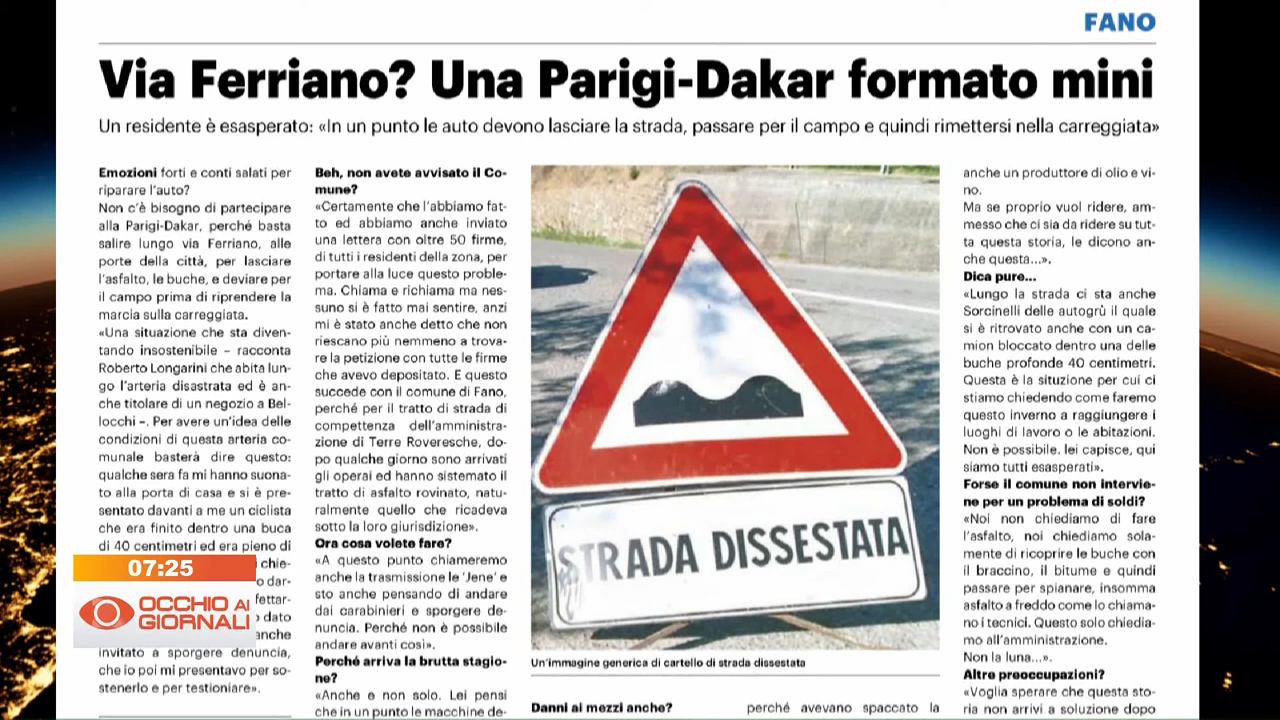 FANO
Via Ferriano? Una Parigi-Dakar formato mini
Un residente è esasperato: «In un punto le auto devono lasciare la strada, passare per il campo e quindi rimettersi nella carreggiata»
Emozioni forti e conti salati per
riparare l'auto?
Non c'è bisogno di partecipare
alla Parigi-Dakar, perché basta
salire lungo via Ferriano, alle
porte della città, per lasciare
l'asfalto, le buche, e deviare per
il campo prima di riprendere la
marcia sulla carreggiata.
«Una situazione che sta diven-
tando insostenibile – racconta
Roberto Longarini che abita lun-
go l'arteria disastrata ed è an-
che titolare di un negozio a Bel-
locchi –. Per avere un'idea delle
condizioni di questa arteria co-
munale basterà dire questo:
qualche sera fa mi hanno suona-
to alla porta di casa e si è pre-
sentato davanti a me un ciclista
che era finito dentro una buca
di 40 centimetri ed era pieno di
chie-
o dar-
fettar-
o dato
anche
invitato a sporgere denuncia,
che io poi mi presentavo per so-
stenerlo e per testioniare».
Beh, non avete avvisato il Co-
mune?
«Certamente che l'abbiamo fat-
to ed abbiamo anche inviato
una lettera con oltre 50 firme,
di tutti i residenti della zona, per
portare alla luce questo proble-
ma. Chiama e richiama ma nes-
suno si è fatto mai sentire, anzi
mi è stato anche detto che non
riescano più nemmeno a trova-
re la petizione con tutte le firme
che avevo depositato. E questo
succede con il comune di Fano,
perché per il tratto di strada di
competenza dell'amministra-
zione di Terre Roveresche, do-
po qualche giorno sono arrivati
gli operai ed hanno sistemato il
tratto di asfalto rovinato, natu-
ralmente quello che ricadeva
sotto la loro giurisdizione».
Ora cosa volete fare?
«A questo punto chiameremo
anche la trasmissione le 'Jene' e
sto anche pensando di andare
dai carabinieri e sporgere de-
nuncia. Perché non è possibile
andare avanti così».
Perché arriva la brutta stagio-
ne?
«Anche e non solo. Lei pensi
che in un punto le macchine de-
STRADA DISSESTATA
Un'immagine generica di cartello di strada dissestata
Danni ai mezzi anche?
perché avevano spaccato la
anche un produttore di olio e vi-
no.
Ma se proprio vuol ridere, am-
messo che ci sia da ridere su tut-
ta questa storia, le dicono an-
che questa...».
Dica pure...
«Lungo la strada ci sta anche
Sorcinelli delle autogrù il quale
si è ritrovato anche con un ca-
mion bloccato dentro una delle
buche profonde 40 centimetri.
Questa è la situzione per cui ci
stiamo chiedendo come faremo
questo inverno a raggiungere i
luoghi di lavoro o le abitazioni.
Non è possibile. lei capisce, qui
siamo tutti esasperati».
Forse il comune non intervie-
ne per un problema di soldi?
«Noi non chiediamo di fare
l'asfalto, noi chiediamo sola-
mente di ricoprire le buche con
il braccino, il bitume e quindi
passare per spianare, insomma
asfalto a freddo come lo chiama-
no i tecnici. Questo solo chiedia-
mo all'amministrazione.
Non la luna...».
Altre preoccupazioni?
«Voglia sperare che questa sto-
ria non arrivi a soluzione dopo
07:25
OCCHIO AI
GIORNALI